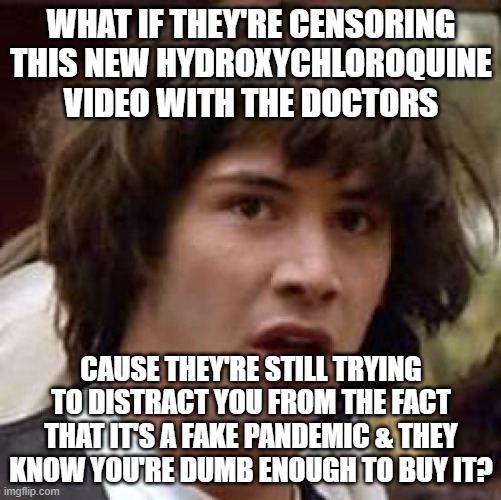 WHAT IF THEY'RE CENSORING
THIS NEW HYDROXYCHLOROQUINE
VIDEO WITH THE DOCTORS
CAUSE THEY'RE STILL TRYING
TO DISTRACT YOU FROM THE FACT
THAT IT'S A FAKE PANDEMIC & THEY
KNOW YOU'RE DUMB ENOUGH TO BUY IT?
imgflip.com